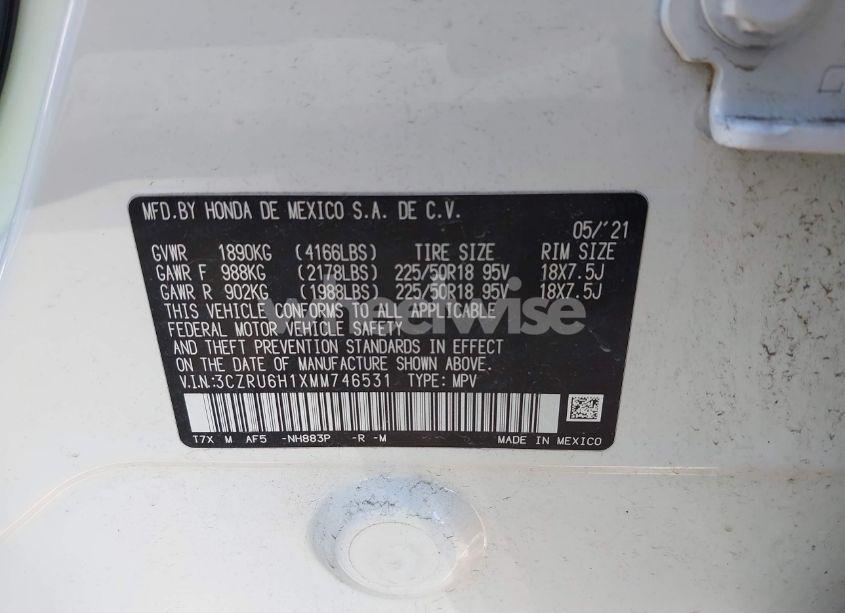 MFD.BY HONDA DE MEXICO S.A. DE C.V.
05/'21
GVWR 1890KG (4166LBS) TIRE SIZE RIM SIZE
GAWR F 988KG (2178LBS) 225/50R18 95V 18X7.5J
GAWR R 902KG (1988LBS) 225/50R18 95V 18X7.5J
THIS VEHICLE CONFORMS TO ALL APPLICABLE
FEDERAL MOTOR VEHICLE SAFETY
AND THEFT PREVENTION STANDARDS IN EFFECT
ON THE DATE OF MANUFACTURE SHOWN ABOVE.
V.I.N:3CZRU6H1XMM746531 TYPE: MPV
T7X M AF5 -NH883P -R -M MADE IN MEXICO
wheelwise